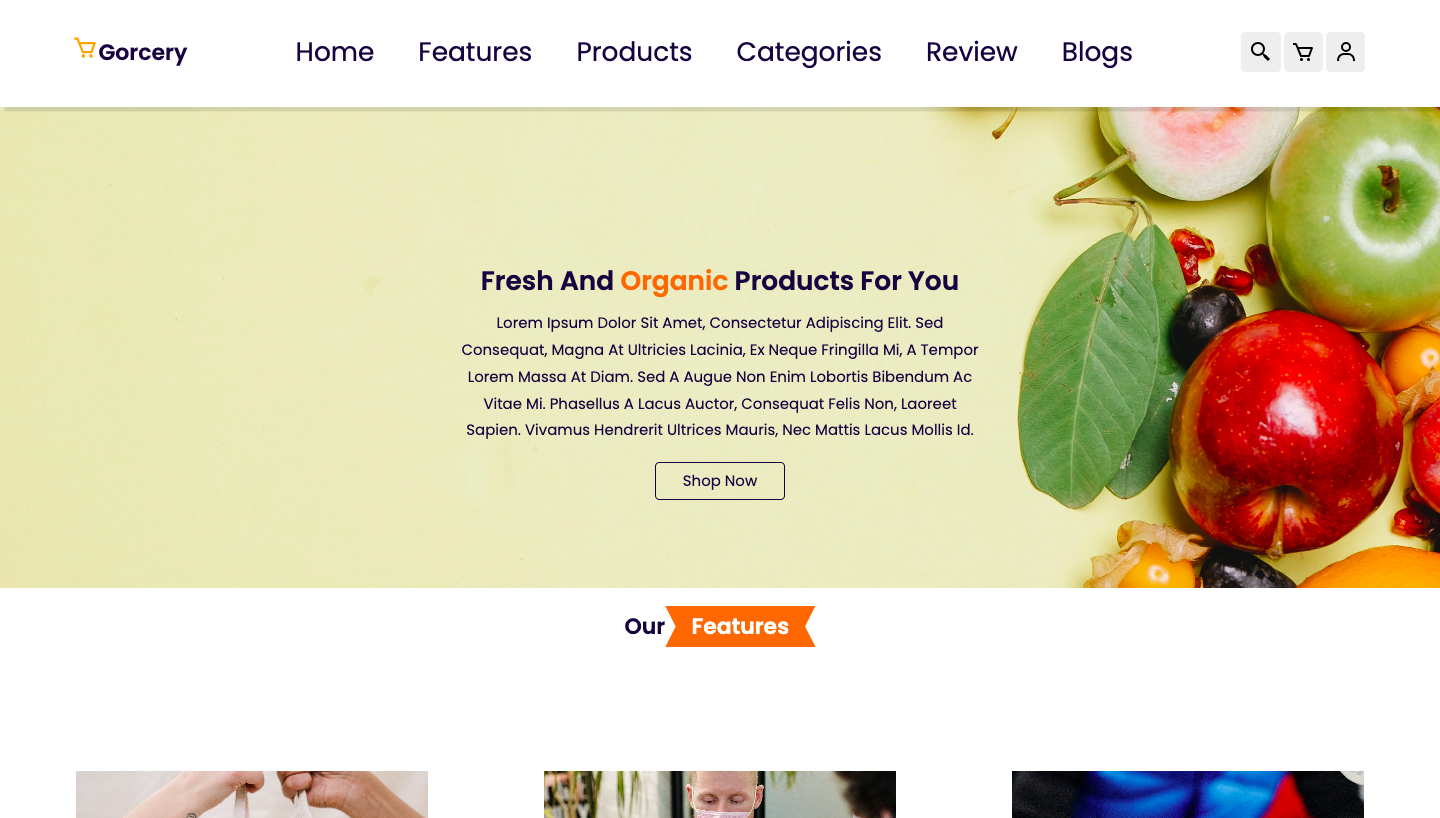 Gorcery
Home Features Products Categories Review Blogs
Fresh And Organic Products For You
Lorem Ipsum Dolor Sit Amet, Consectetur Adipiscing Elit. Sed
Consequat, Magna At Ultricies Lacinia, Ex Neque Fringilla Mi, A Tempor
Lorem Massa At Diam. Sed A Augue Non Enim Lobortis Bibendum Ac
Vitae Mi. Phasellus A Lacus Auctor, Consequat Felis Non, Laoreet
Sapien. Vivamus Hendrerit Ultrices Mauris, Nec Mattis Lacus Mollis Id.
Shop Now
Our Features